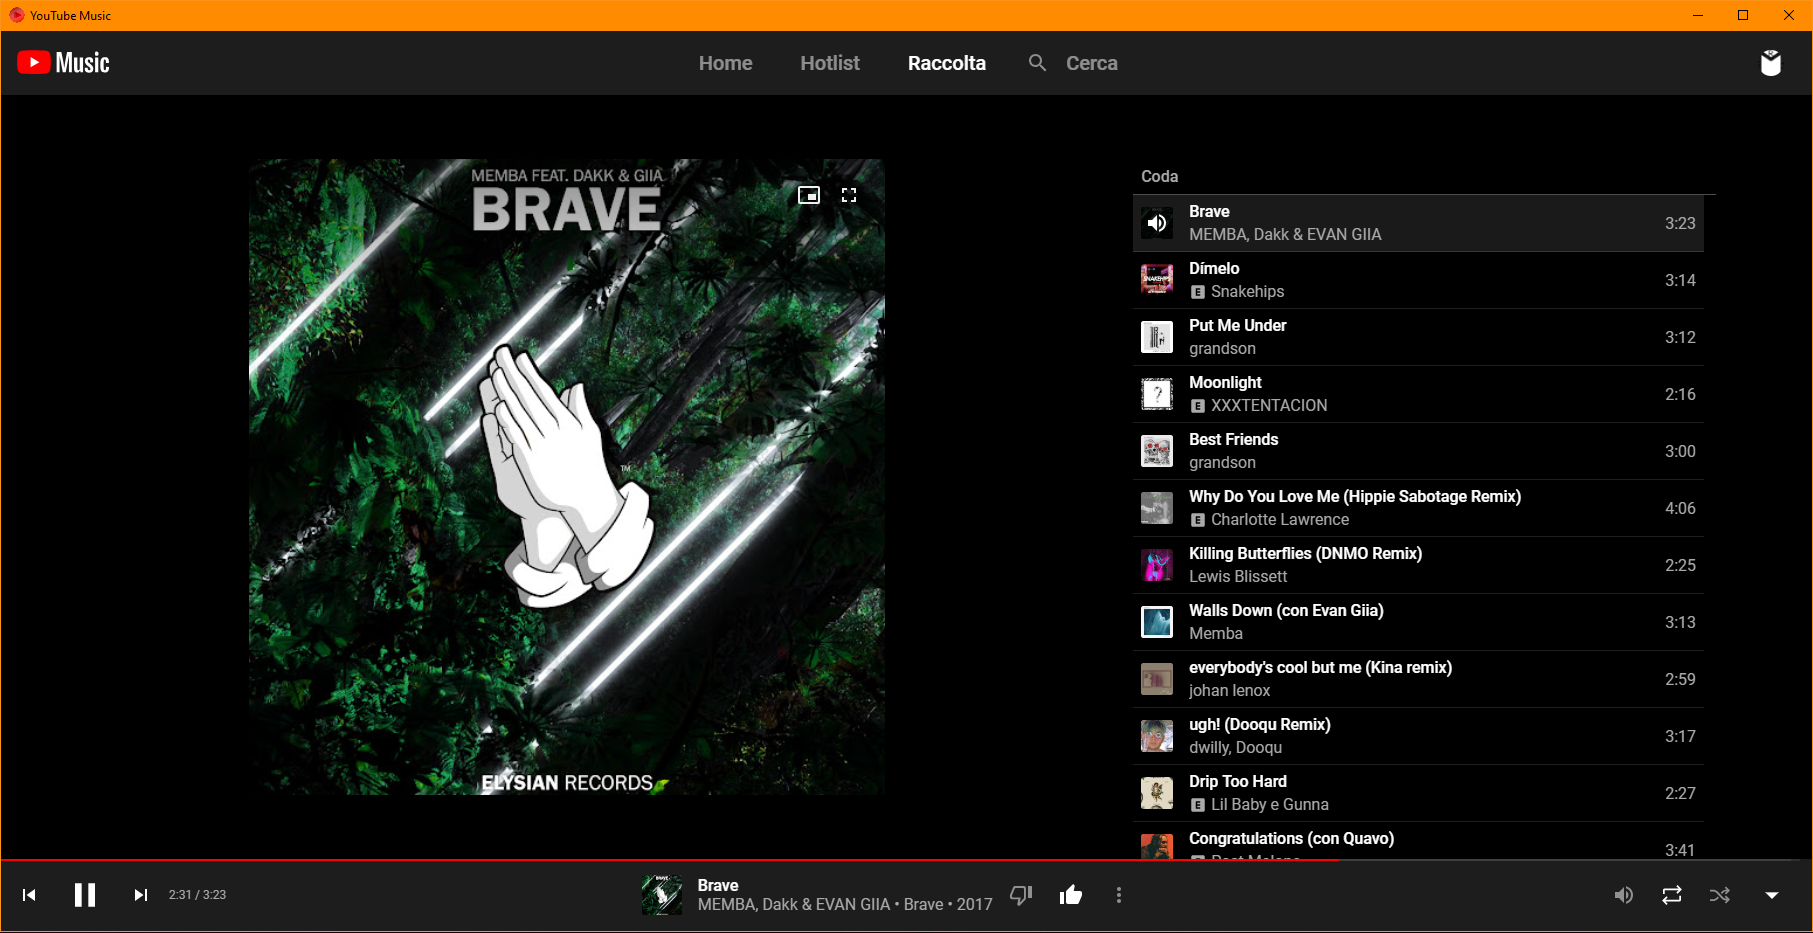 YouTube Music
Music
Home
Hotlist
Raccolta
Cerca
MEMBA FEAT. DAKK & GIIA
BRAVE
TM
ELYSIAN RECORDS
Coda
Brave
MEMBA, Dakk & EVAN GIIA
3:23
Dímelo
E Snakehips
3:14
Put Me Under
grandson
3:12
Moonlight
E XXXTENTACION
2:16
Best Friends
grandson
3:00
Why Do You Love Me (Hippie Sabotage Remix)
E Charlotte Lawrence
4:06
Killing Butterflies (DNMO Remix)
Lewis Blissett
2:25
Walls Down (con Evan Giia)
Memba
3:13
everybody's cool but me (Kina remix)
johan lenox
2:59
ugh! (Dooqu Remix)
dwilly, Dooqu
3:17
Drip Too Hard
E Lil Baby e Gunna
2:27
Congratulations (con Quavo)
E Post Malone
3:41
2:31 / 3:23
Brave
MEMBA, Dakk & EVAN GIIA • Brave • 2017